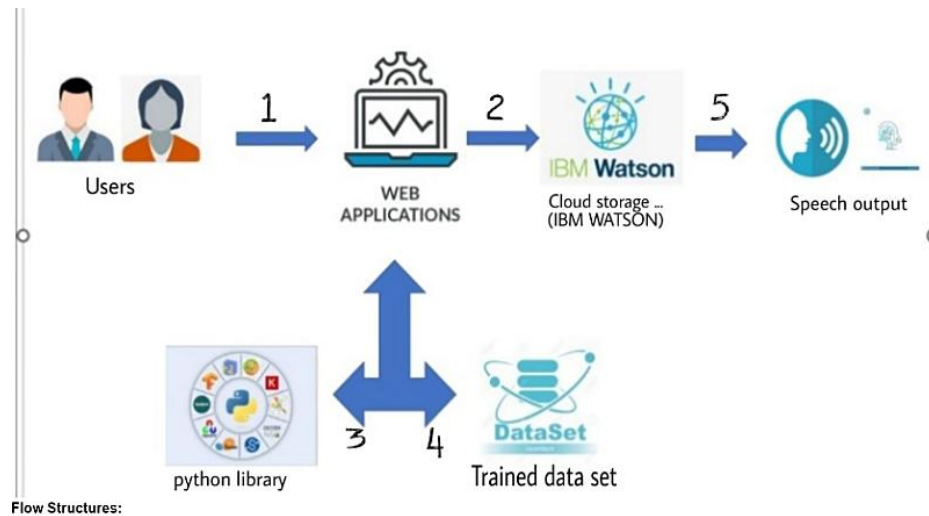 1
2
5
IBM Watson
Users
WEB
APPLICATIONS
Cloud storage ...
(IBM WATSON)
Speech output
K
DataSet
3
4
python library
Trained data set
Flow Structures: